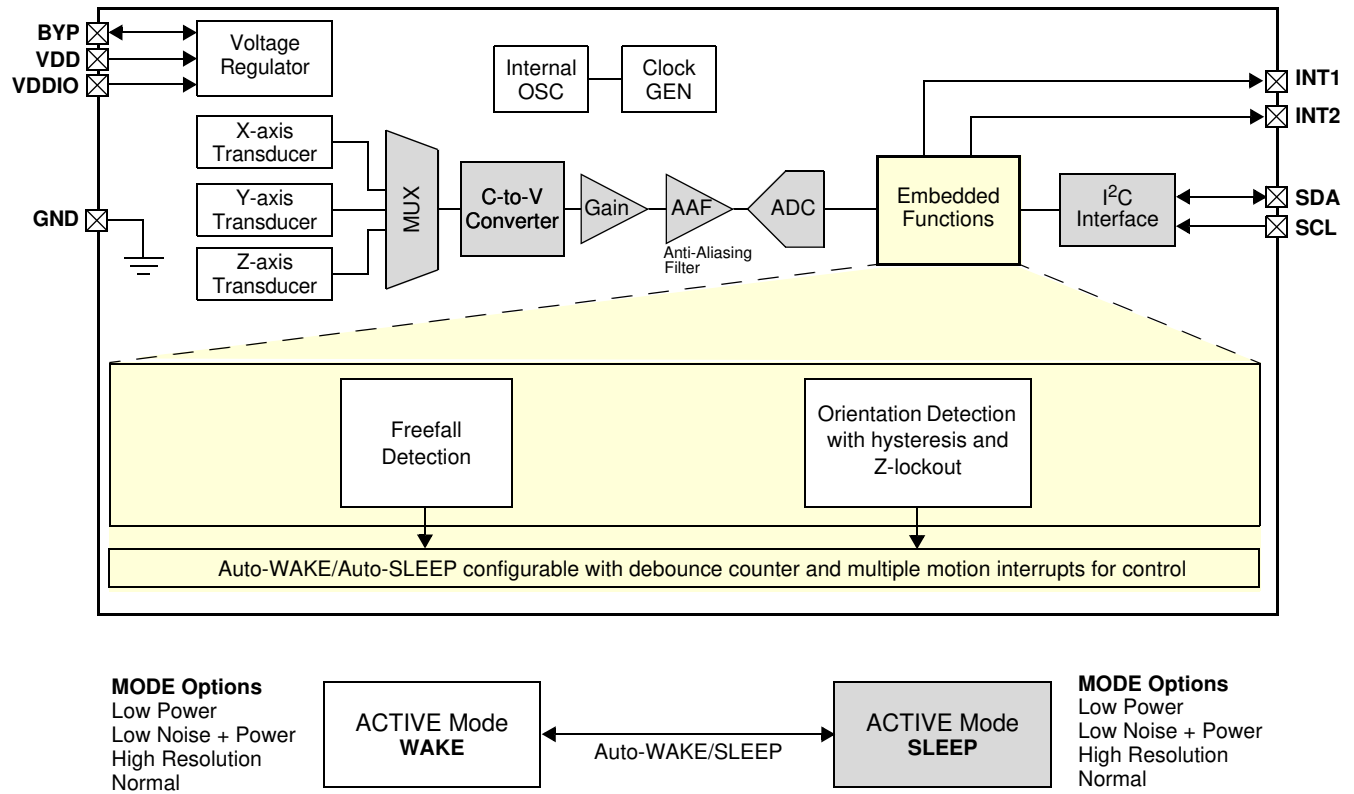 BYP
VDD
VDDIO
GND
Voltage
Regulator
Internal
OSC
Clock
GEN
INT1
INT2
X-axis
Transducer
Y-axis
Transducer
Z-axis
Transducer
MUX
C-to-V
Converter
Gain
AAF
Anti-Aliasing
Filter
ADC
Embedded
Functions
I²C
Interface
SDA
SCL
Freefall
Detection
Orientation Detection
with hysteresis and
Z-lockout
Auto-WAKE/Auto-SLEEP configurable with debounce counter and multiple motion interrupts for control
MODE Options
Low Power
Low Noise + Power
High Resolution
Normal
ACTIVE Mode
WAKE
Auto-WAKE/SLEEP
ACTIVE Mode
SLEEP
MODE Options
Low Power
Low Noise + Power
High Resolution
Normal